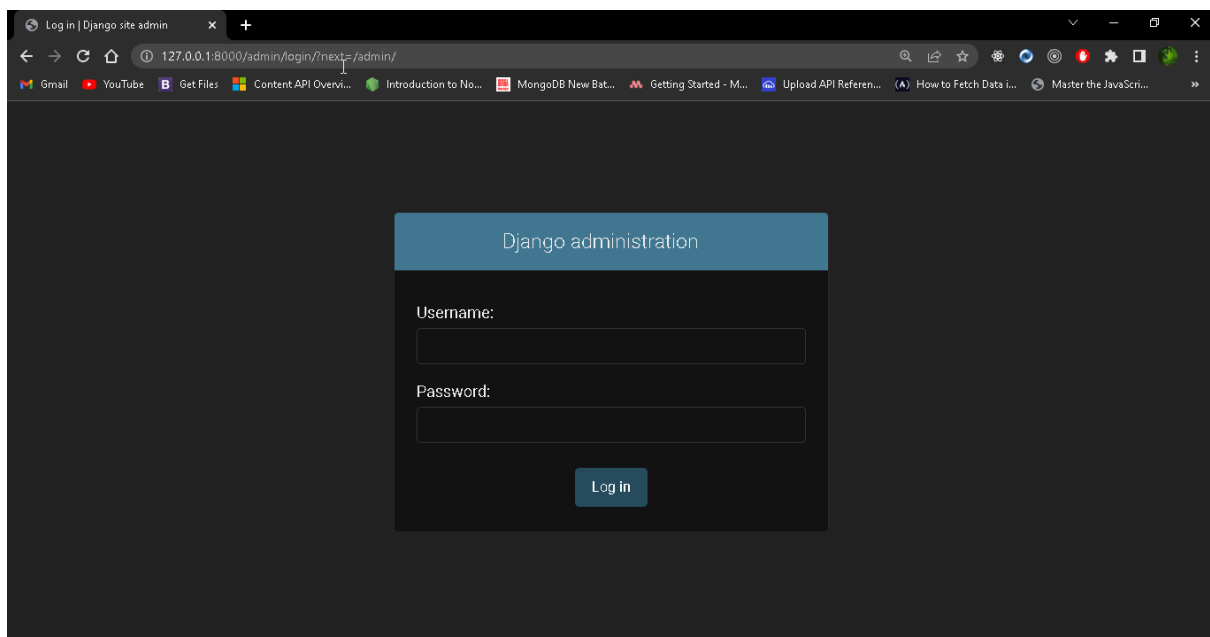 Log in | Django site admin
127.0.0.1:8000/admin/login/?next=/admin/
Gmail YouTube Get Files Content API Overvi... Introduction to No... MongoDB New Bat... Getting Started - M... Upload API Referen... How to Fetch Data i... Master the JavaScri...
Django administration
Username:
Password:
Log in